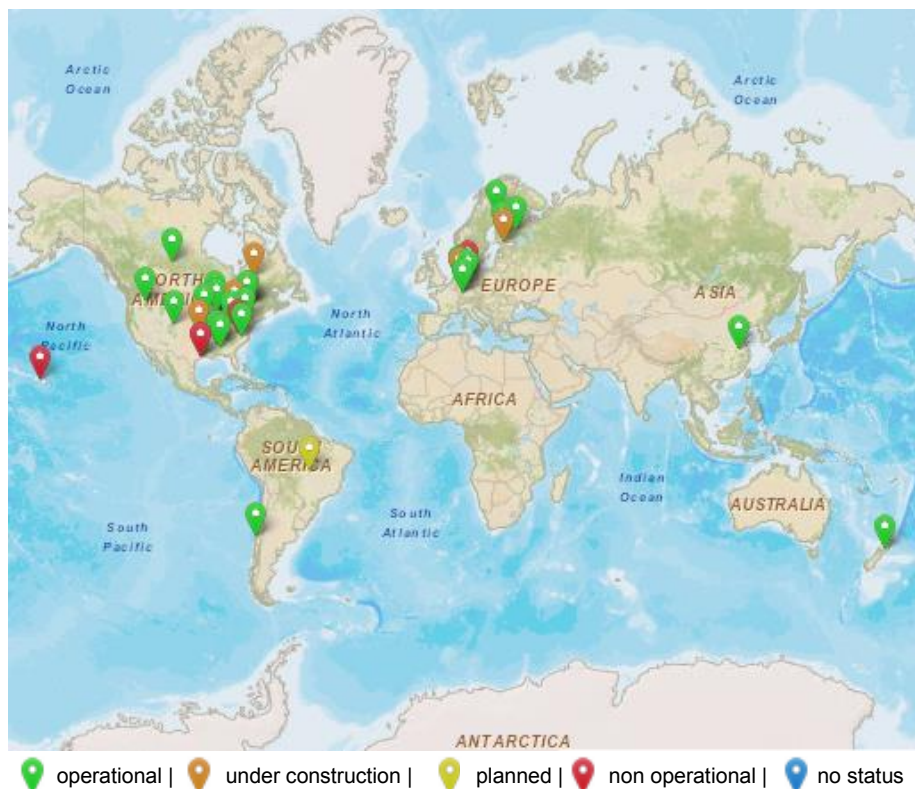 Arctic
Ocean
Arctic
Ocean
NORTH
AMERIC
EUROPE
ASIA
North
Pacific
North
Atlantic
AFRICA
SOUTH
AMERICA
Indian
Ocean
AUSTRALIA
South
Pacific
South
Atlantic
ANTARCTICA
operational | under construction | planned | non operational | no status